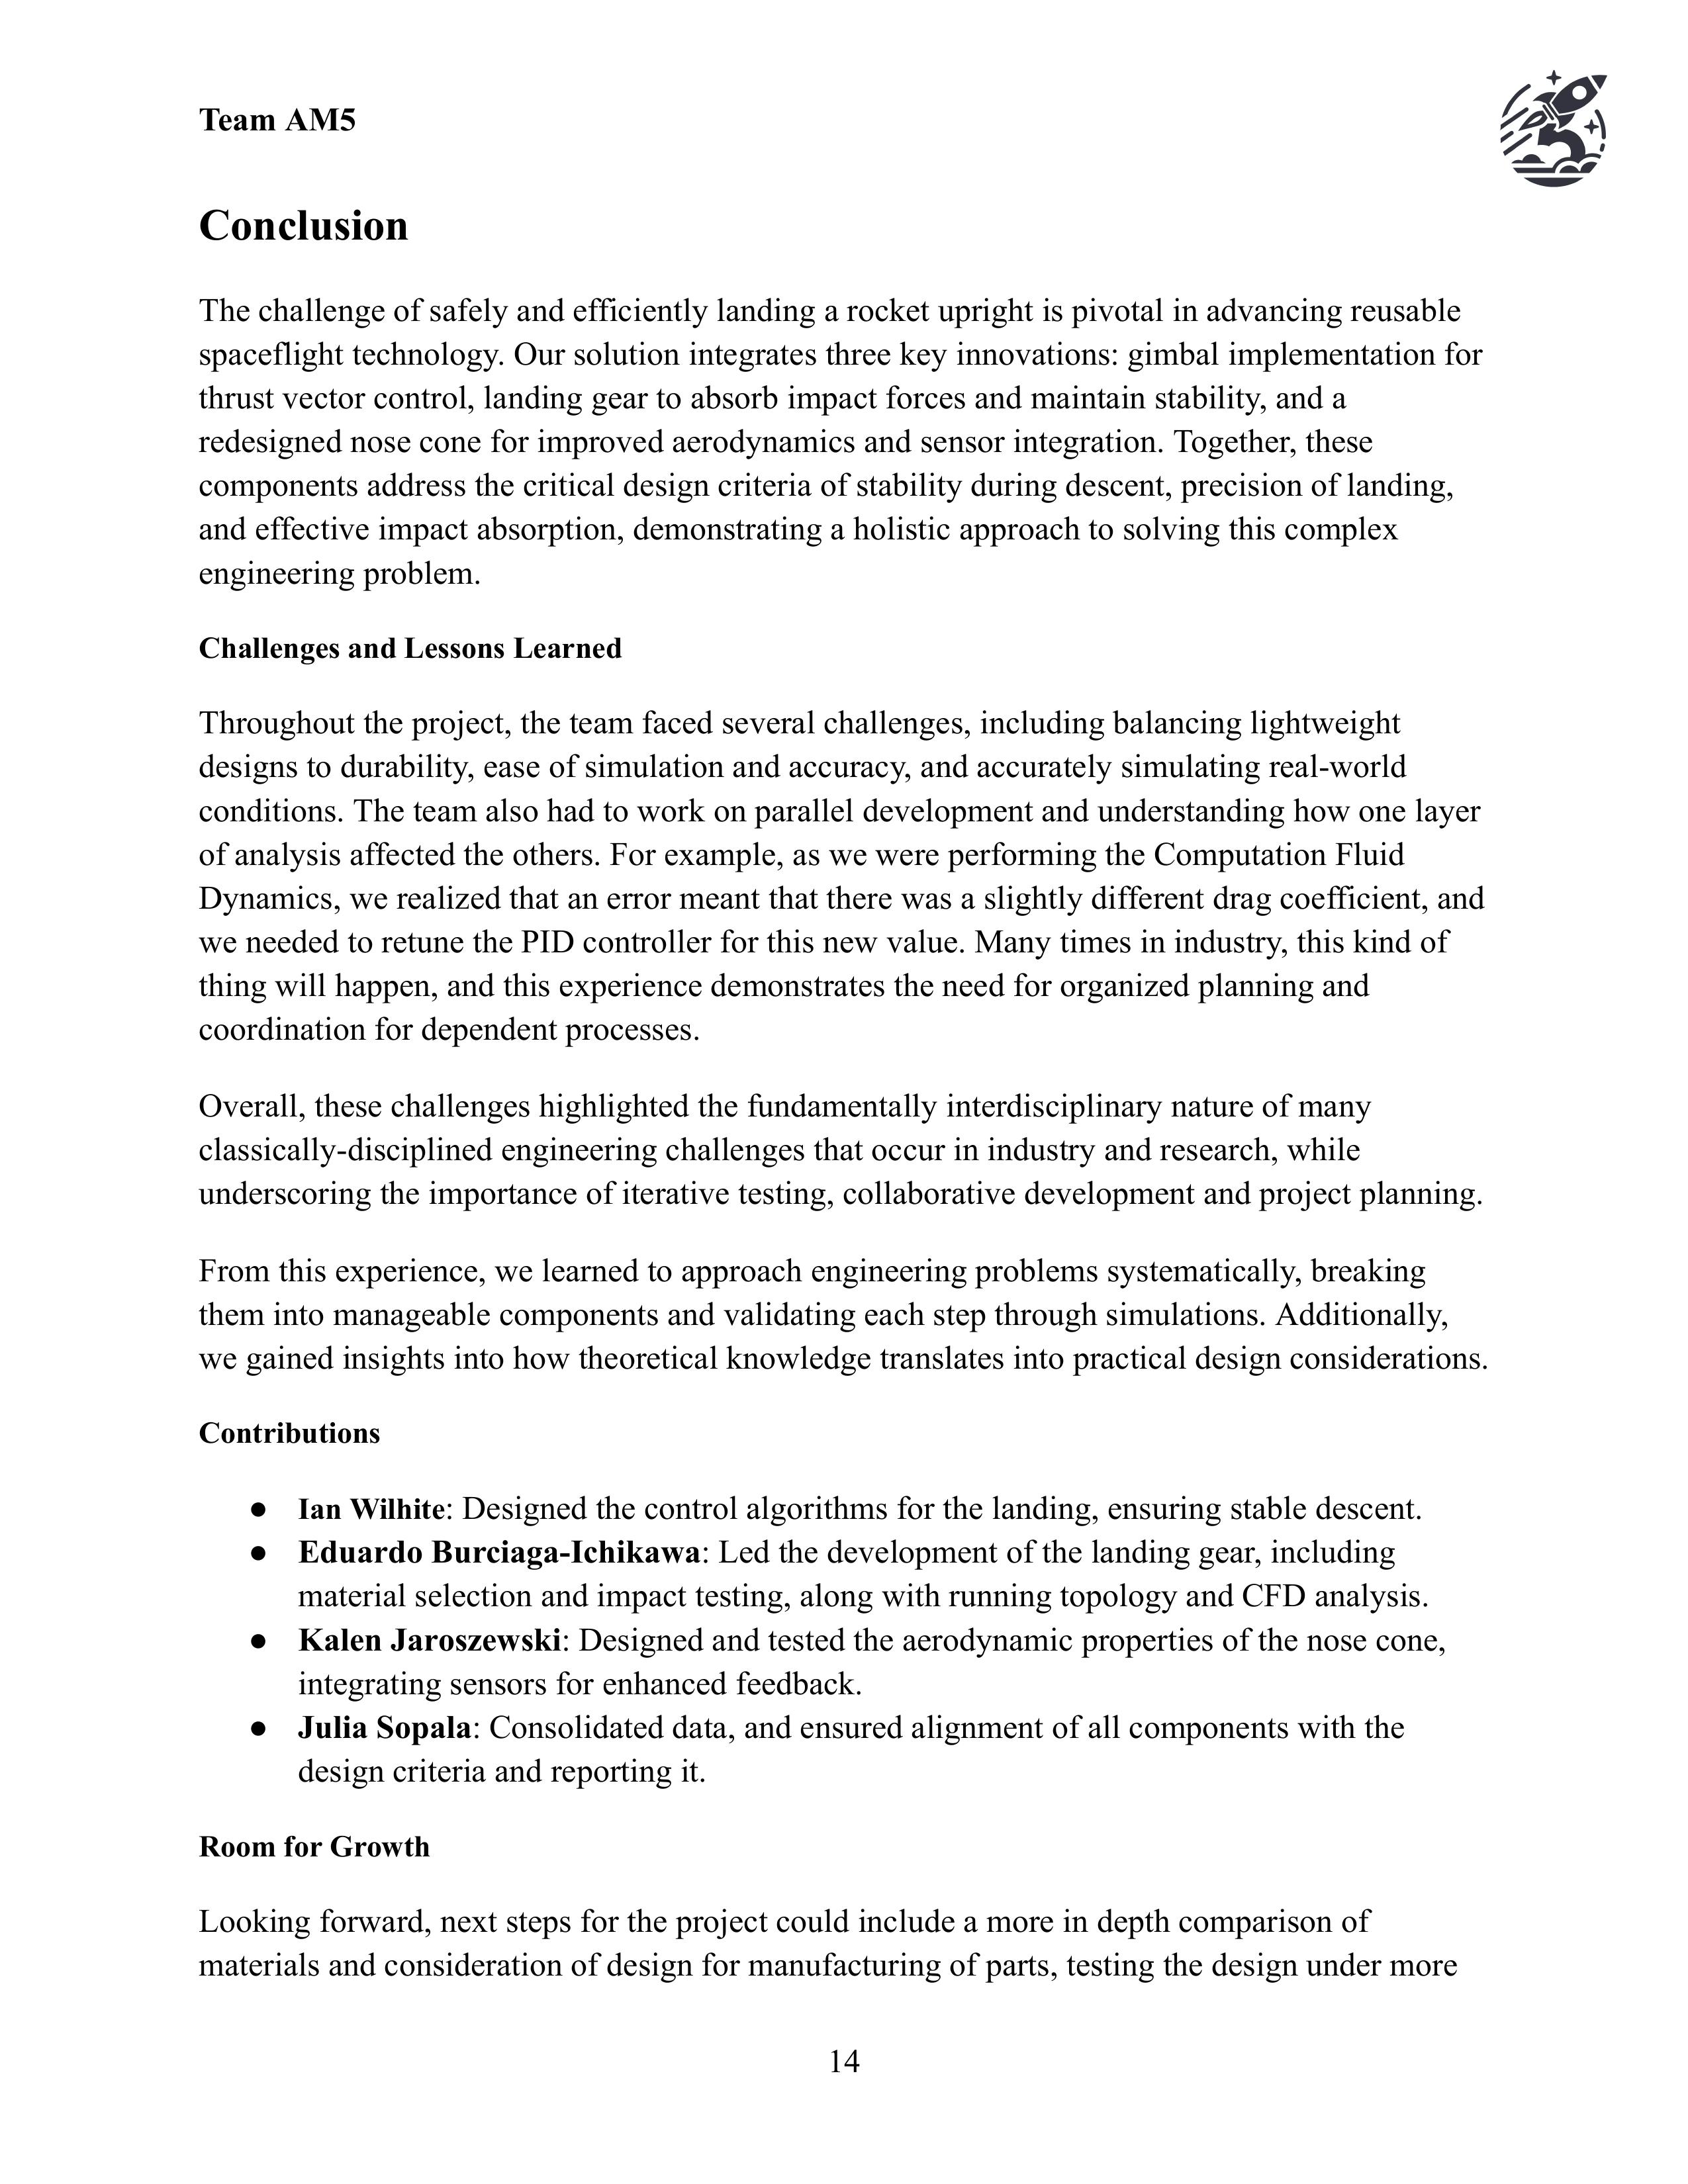 Team AM5
Conclusion
The challenge of safely and efficiently landing a rocket upright is pivotal in advancing reusable
spaceflight technology. Our solution integrates three key innovations: gimbal implementation for
thrust vector control, landing gear to absorb impact forces and maintain stability, and a
redesigned nose cone for improved aerodynamics and sensor integration. Together, these
components address the critical design criteria of stability during descent, precision of landing,
and effective impact absorption, demonstrating a holistic approach to solving this complex
engineering problem.
Challenges and Lessons Learned
Throughout the project, the team faced several challenges, including balancing lightweight
designs to durability, ease of simulation and accuracy, and accurately simulating real-world
conditions. The team also had to work on parallel development and understanding how one layer
of analysis affected the others. For example, as we were performing the Computation Fluid
Dynamics, we realized that an error meant that there was a slightly different drag coefficient, and
we needed to retune the PID controller for this new value. Many times in industry, this kind of
thing will happen, and this experience demonstrates the need for organized planning and
coordination for dependent processes.
Overall, these challenges highlighted the fundamentally interdisciplinary nature of many
classically-disciplined engineering challenges that occur in industry and research, while
underscoring the importance of iterative testing, collaborative development and project planning.
From this experience, we learned to approach engineering problems systematically, breaking
them into manageable components and validating each step through simulations. Additionally,
we gained insights into how theoretical knowledge translates into practical design considerations.
Contributions
● Ian Wilhite: Designed the control algorithms for the landing, ensuring stable descent.
● Eduardo Burciaga-Ichikawa: Led the development of the landing gear, including
material selection and impact testing, along with running topology and CFD analysis.
● Kalen Jaroszewski: Designed and tested the aerodynamic properties of the nose cone,
integrating sensors for enhanced feedback.
● Julia Sopala: Consolidated data, and ensured alignment of all components with the
design criteria and reporting it.
Room for Growth
Looking forward, next steps for the project could include a more in depth comparison of
materials and consideration of design for manufacturing of parts, testing the design under more
14